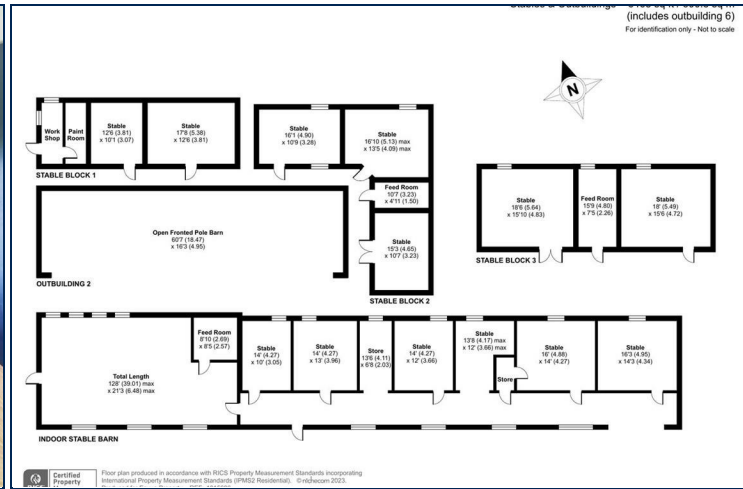 (includes outbuilding 6)
For identification only - Not to scale
N
Work
Shop
Paint
Room
Stable
12'6 (3.81)
x 10'1 (3.07)
Stable
17'8 (5.38)
x 12'6 (3.81)
STABLE BLOCK 1
Stable
16'1 (4.90)
x 10'9 (3.28)
Stable
16'10 (5.13) max
x 13'5 (4.09) max
Feed Room
10'7 (3.23)
x 4'11 (1.50)
Stable
15'3 (4.65)
x 10'7 (3.23)
STABLE BLOCK 2
Stable
18'6 (5.64)
x 15'10 (4.83)
Feed Room
15'9 (4.80)
x 7'5 (2.26)
Stable
18' (5.49)
x 15'6 (4.72)
STABLE BLOCK 3
Open Fronted Pole Barn
60'7 (18.47)
x 16'3 (4.95)
OUTBUILDING 2
Total Length
128' (39.01) max
x 21'3 (6.48) max
Feed Room
8'10 (2.69)
x 8'5 (2.57)
Stable
14' (4.27)
x 10' (3.05)
Stable
14' (4.27)
x 13' (3.96)
Store
13'6 (4.11)
x 6'8 (2.03)
Stable
14' (4.27)
x 12' (3.66)
Stable
13'8 (4.17) max
x 12' (3.66) max
Store
Stable
16' (4.88)
x 14' (4.27)
Stable
16'3 (4.95)
x 14'3 (4.34)
INDOOR STABLE BARN
Certified
Property
Floor plan produced in accordance with RICS Property Measurement Standards incorporating
International Property Measurement Standards (IPMS2 Residential). © nichecom 2023.